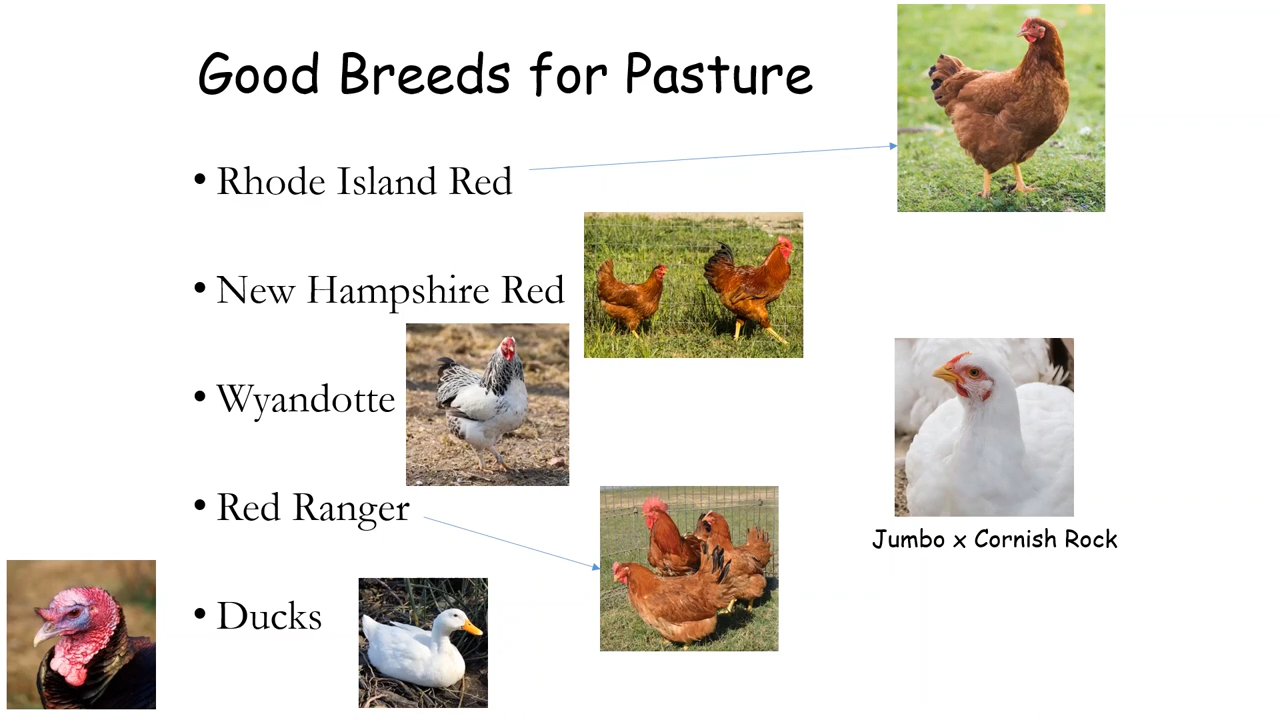 Good Breeds for Pasture
• Rhode Island Red
• New Hampshire Red
• Wyandotte
• Red Ranger
Jumbo x Cornish Rock
• Ducks